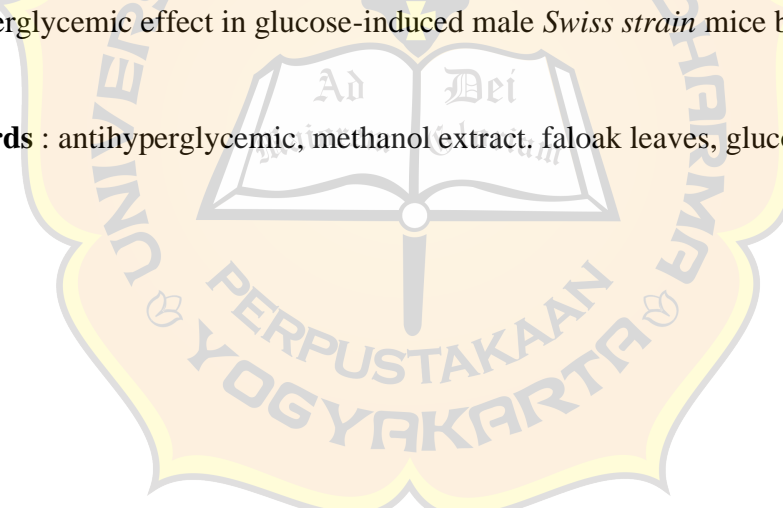 erglycemic effect in glucose-induced male Swiss strain mice b
Ad Dei
rds : antihyperglycemic, methanol extract. faloak leaves, gluco
PERPUSTAKAAN
YOGYAKARTA